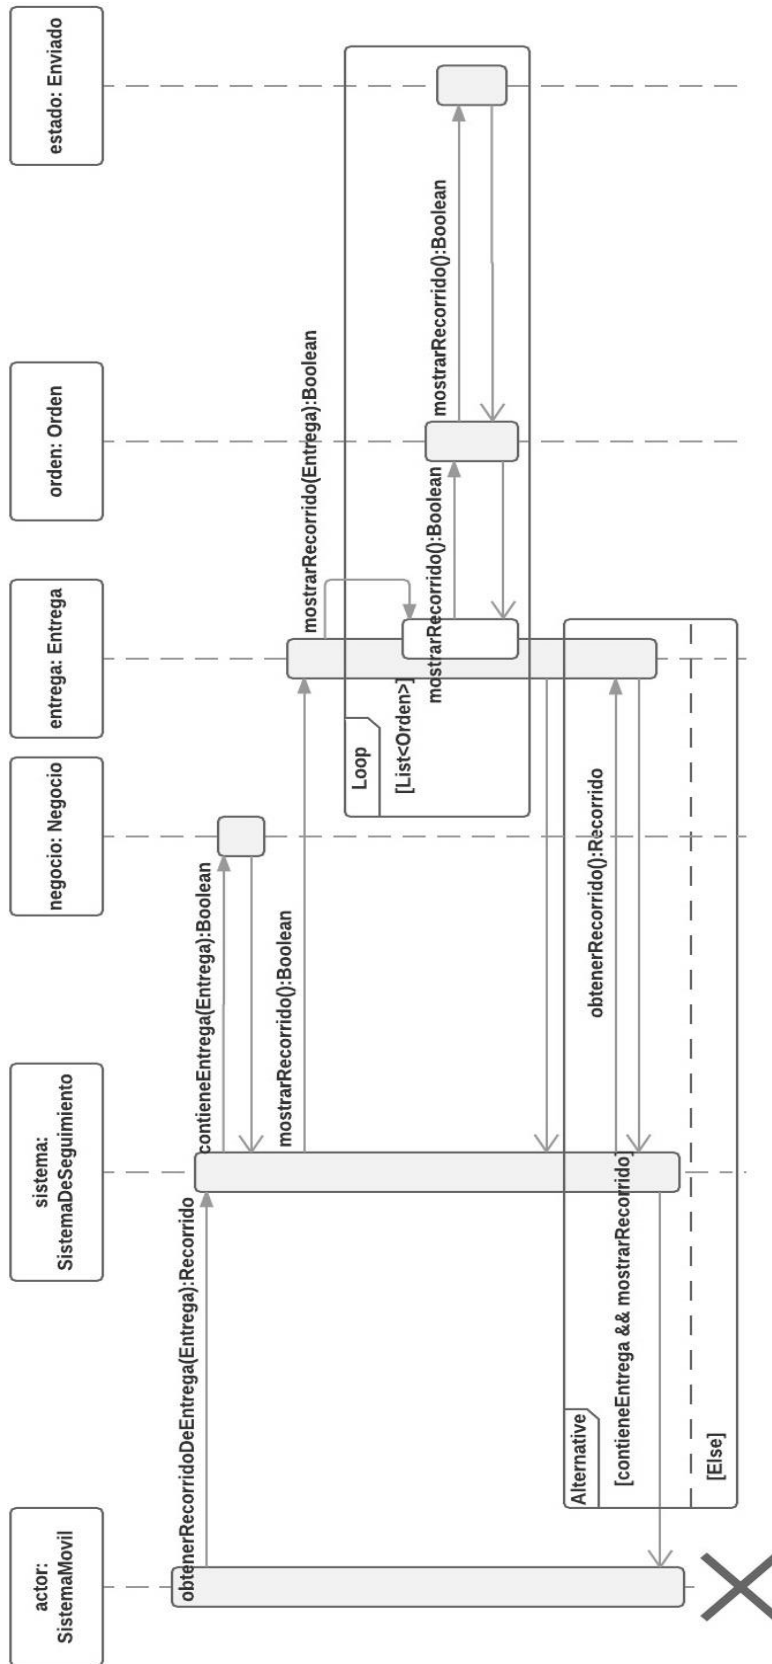 actor:
SistemaMovil
sistema:
SistemaDeSeguimiento
negocio: Negocio
entrega: Entrega
orden: Orden
estado: Enviado
obtenerRecorridoDeEntrega(Entrega):Recorrido
contieneEntrega(Entrega):Boolean
mostrarRecorrido():Boolean
mostrarRecorrido(Entrega):Boolean
Loop
[List<Orden>]
mostrarRecorrido():Boolean
mostrarRecorrido():Boolean
Alternative
[contieneEntrega && mostrarRecorrido]
obtenerRecorrido():Recorrido
[Else]